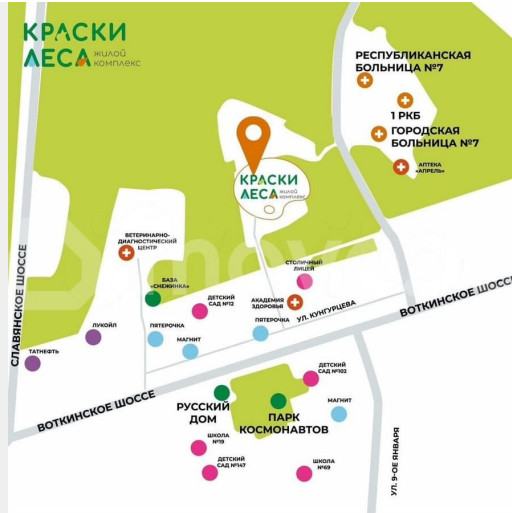 КРАСКИ
ЛЕСА жилой
комплекс
РЕСПУБЛИКАНСКАЯ
БОЛЬНИЦА №7
1 РКБ
ГОРОДСКАЯ
БОЛЬНИЦА №7
АПТЕКА
«АПРЕЛЬ»
КРАСКИ
ЛЕСА жилой
комплекс
ВЕТЕРИНАРНО-
ДИАГНОСТИЧЕСКИЙ
ЦЕНТР
СЛАВЯНСКОЕ ШОССЕ
БАЗА
«СНЕЖИНКА»
СТОЛИЧНЫЙ
ЛИЦЕЙ
ДЕТСКИЙ
САД №12
АКАДЕМИЯ
ЗДОРОВЬЯ
УЛ. КУНГУРЦЕВА
ВОТКИНСКОЕ ШОССЕ
ЛУКОЙЛ
ПЯТЕРОЧКА
ПЯТЕРОЧКА
ТАТНЕФТЬ
МАГНИТ
ДЕТСКИЙ
САД №102
ВОТКИНСКОЕ ШОССЕ
РУССКИЙ
ДОМ
ПАРК
КОСМОНАВТОВ
МАГНИТ
ШКОЛА
№19
ДЕТСКИЙ
САД №147
ШКОЛА
№69
УЛ. 9-ОЕ ЯНВАРЯ